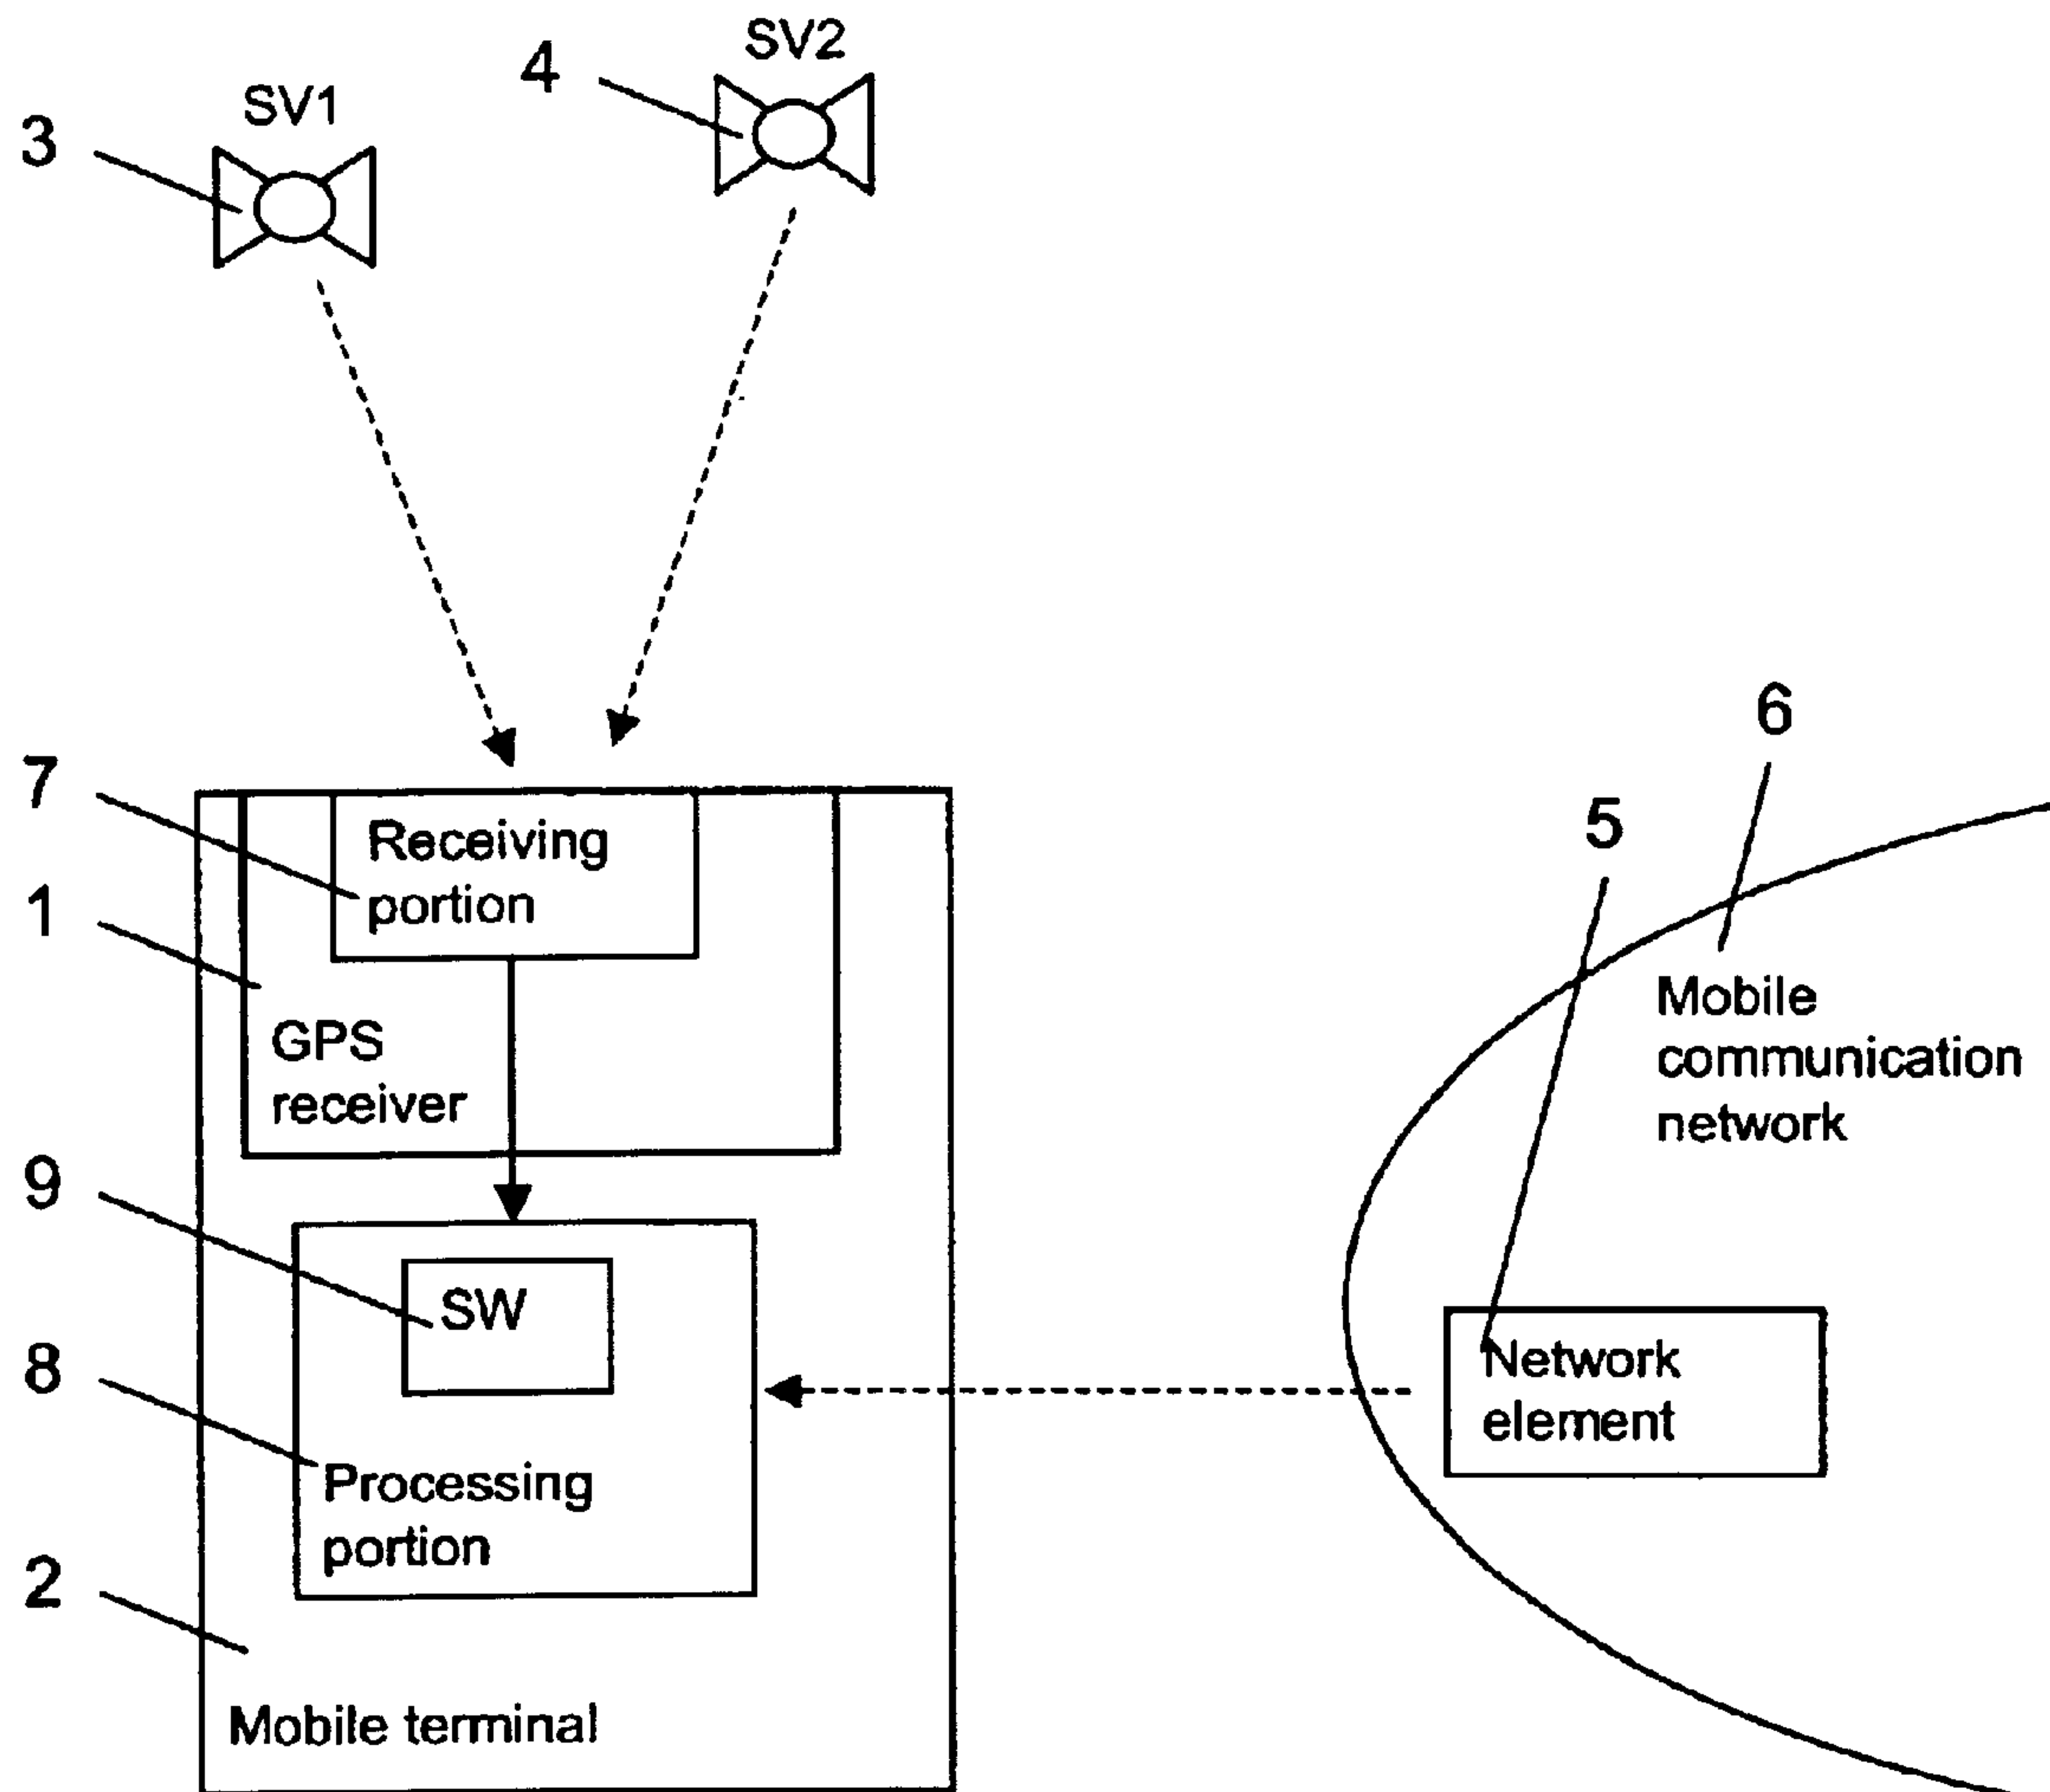 SV2
4
SV1
3
6
7
5
Receiving
portion
1
Mobile
communication
network
GPS
receiver
9
SW
8
Network
element
Processing
portion
2
Mobile terminal